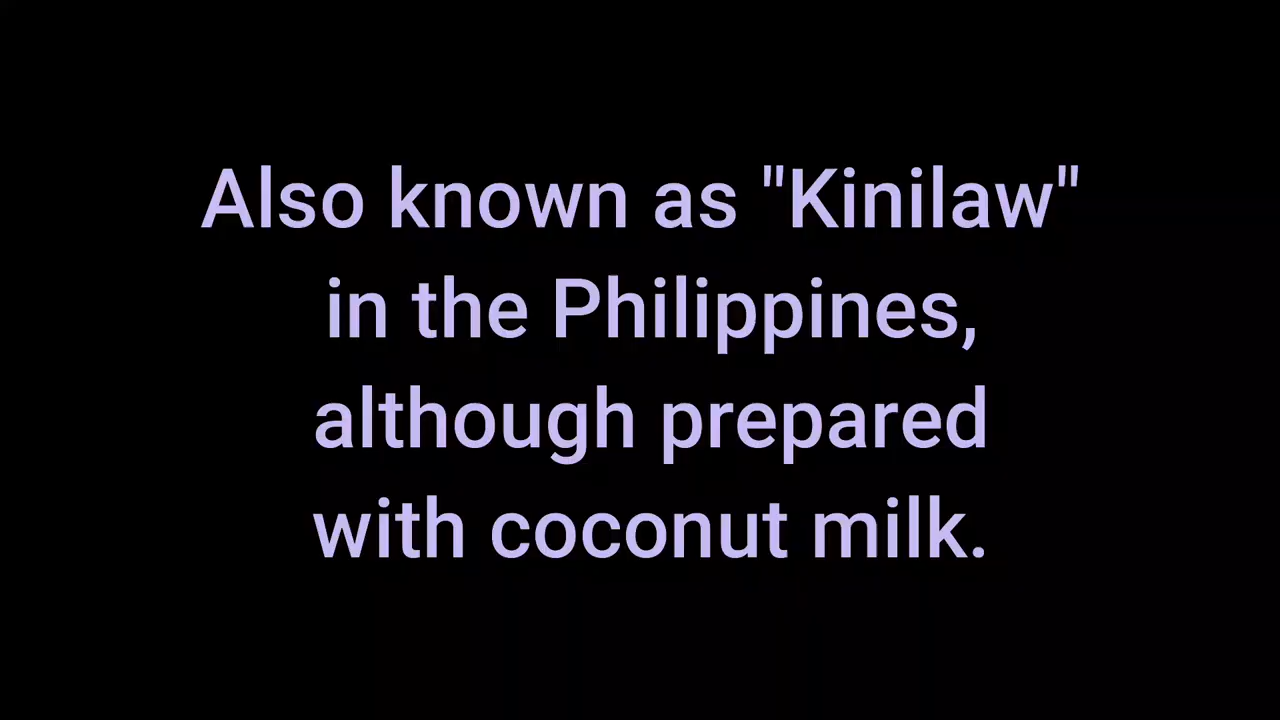 Also known as "Kinilaw"
in the Philippines,
although prepared
with coconut milk.